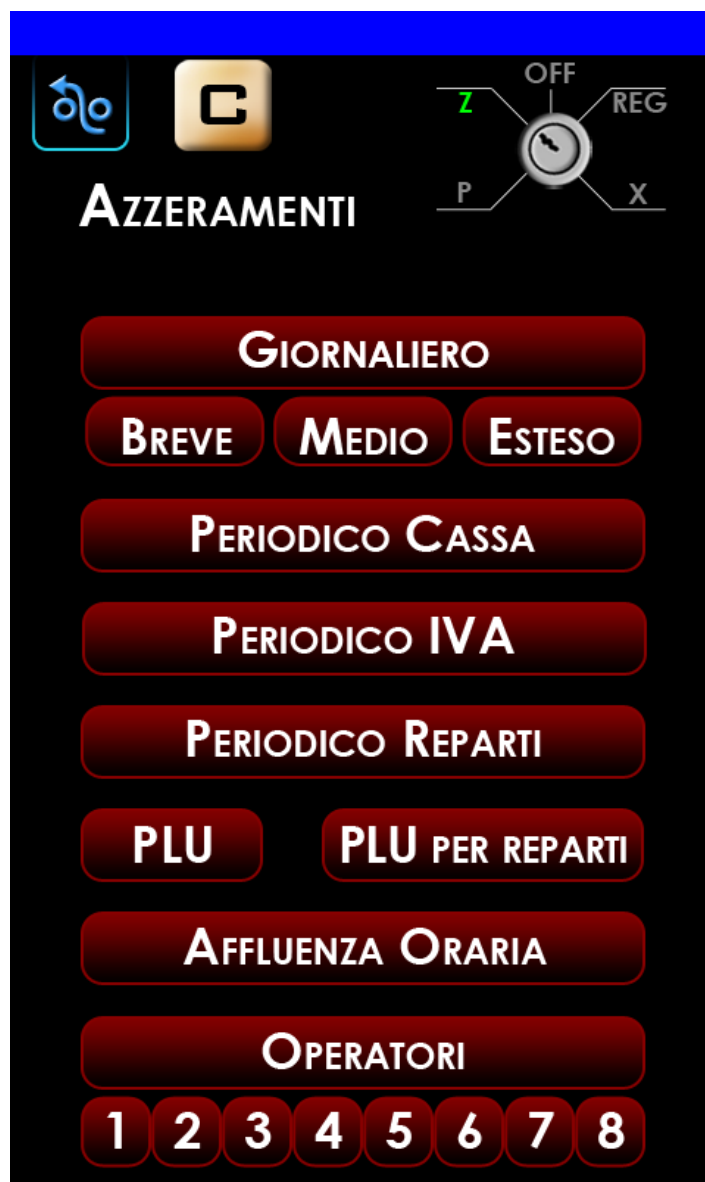 C
OFF
Z REG
P X
AZZERAMENTI
GIORNALIERO
BREVE MEDIO ESTESO
PERIODICO CASSA
PERIODICO IVA
PERIODICO REPARTI
PLU PLU PER REPARTI
AFFLUENZA ORARIA
OPERATORI
1 2 3 4 5 6 7 8